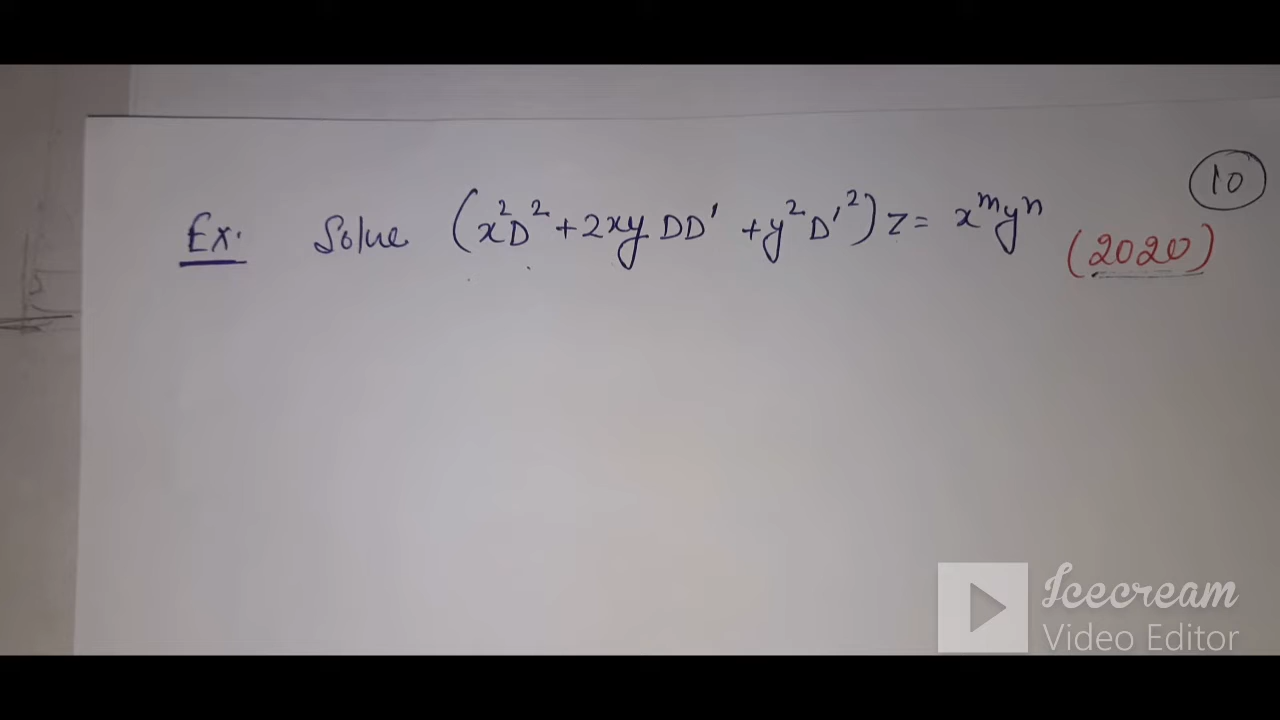 10
Ex. Solve (x²D² + 2xy DD' + y²D'²) z = x^m y^n (2020)
Icecream
Video Editor